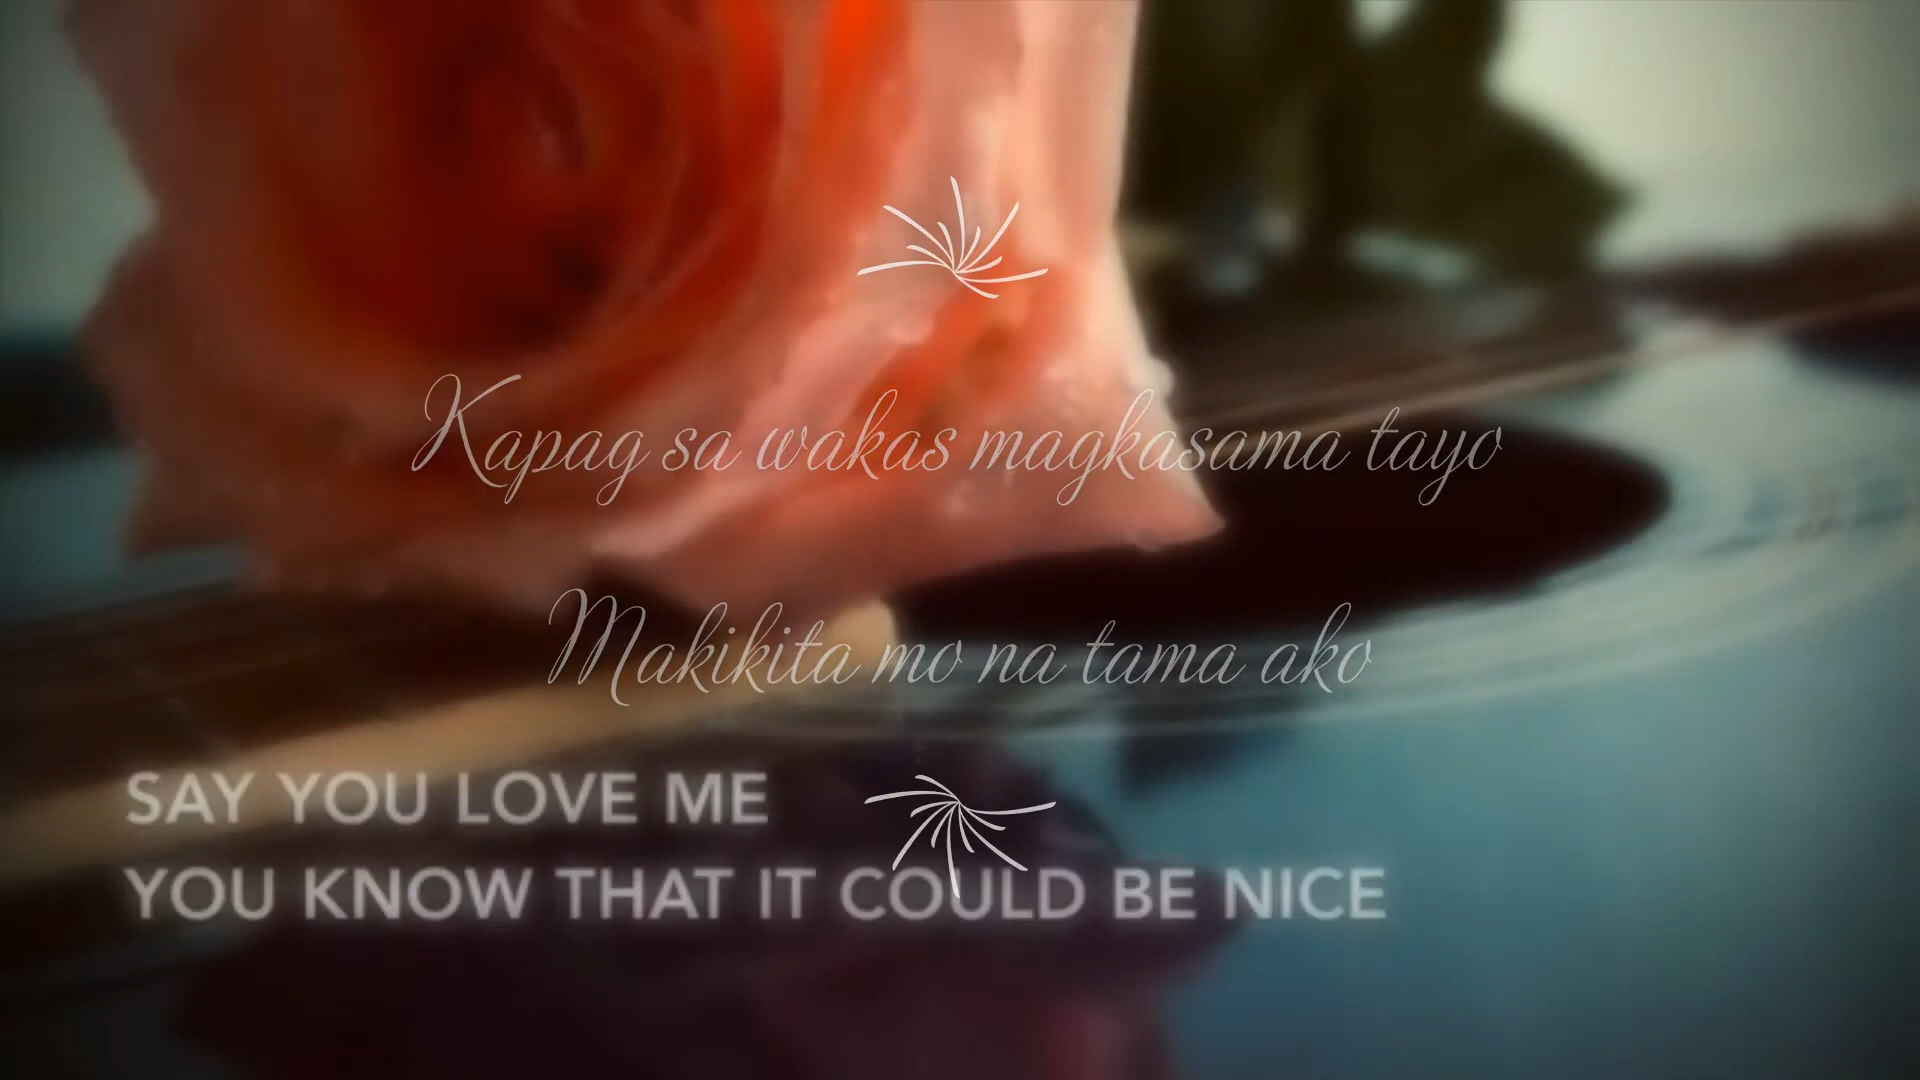 Kapag sa wakas magkasama tayo
Makikita mo na tama ako
SAY YOU LOVE ME
YOU KNOW THAT IT COULD BE NICE